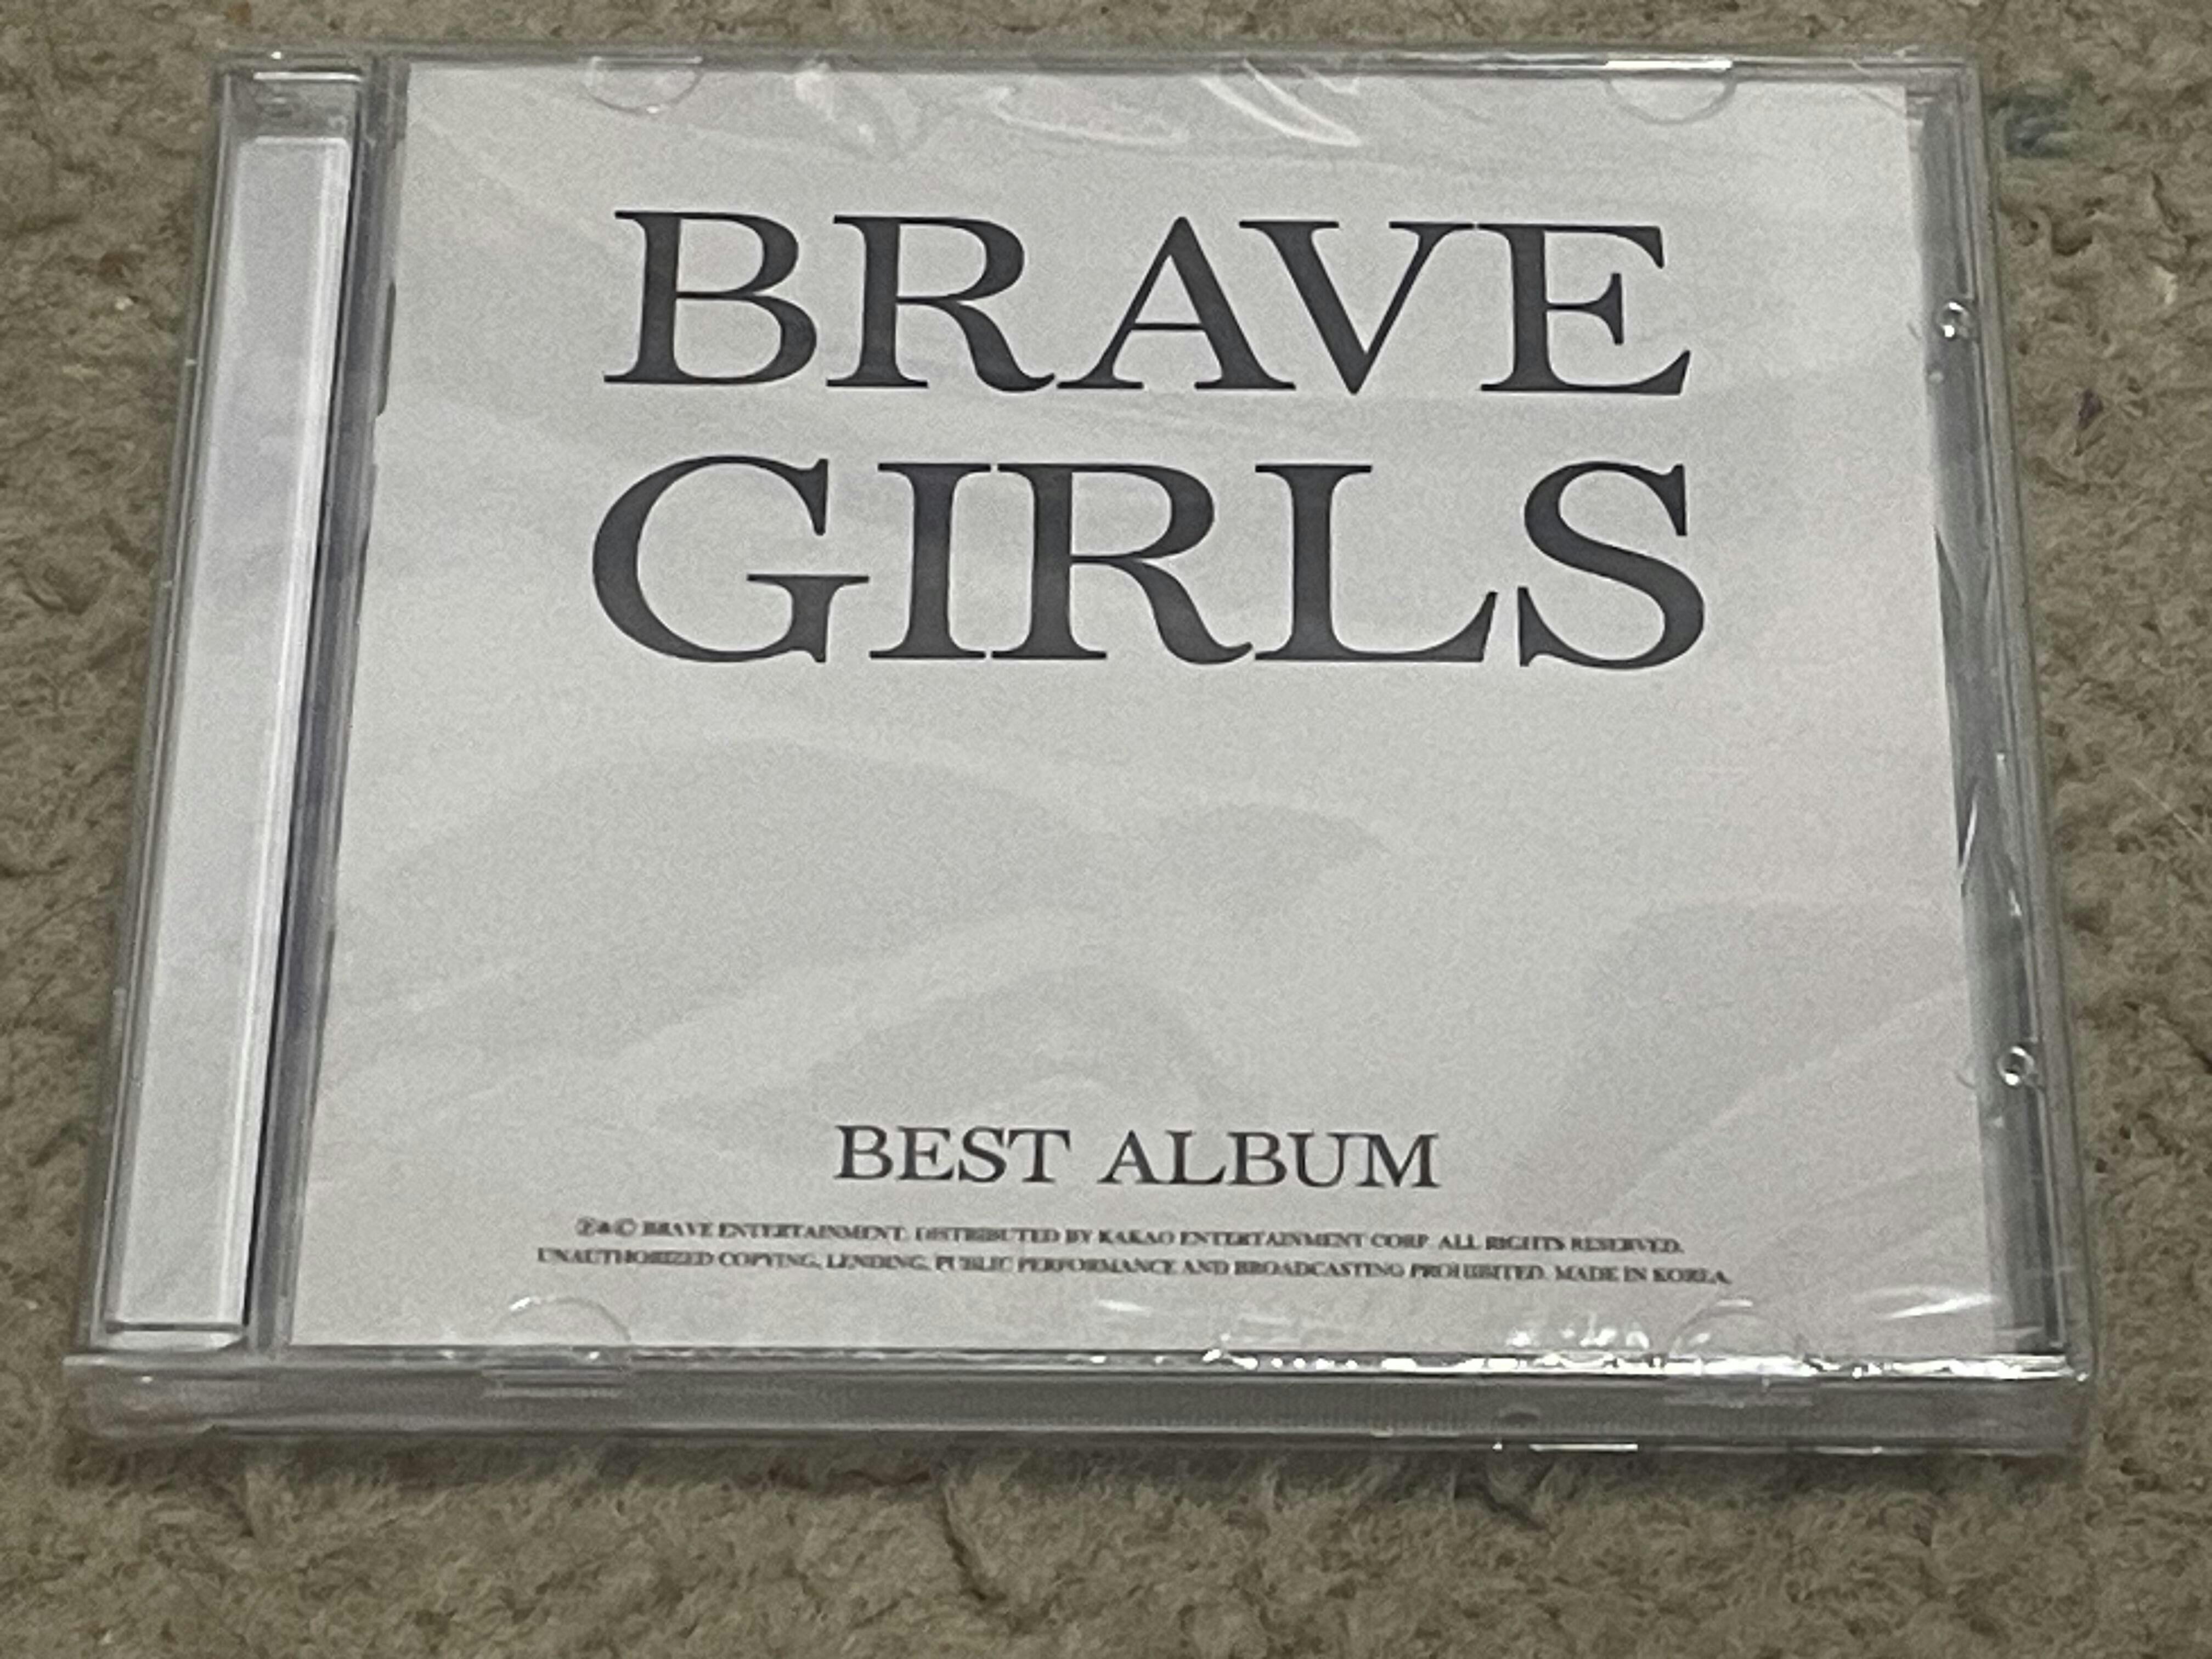 BRAVE
GIRLS
BEST ALBUM
℗&© BRAVE ENTERTAINMENT. DISTRIBUTED BY KAKAO ENTERTAINMENT CORP. ALL RIGHTS RESERVED.
UNAUTHORIZED COPYING, LENDING, PUBLIC PERFORMANCE AND BROADCASTING PROHIBITED. MADE IN KOREA.